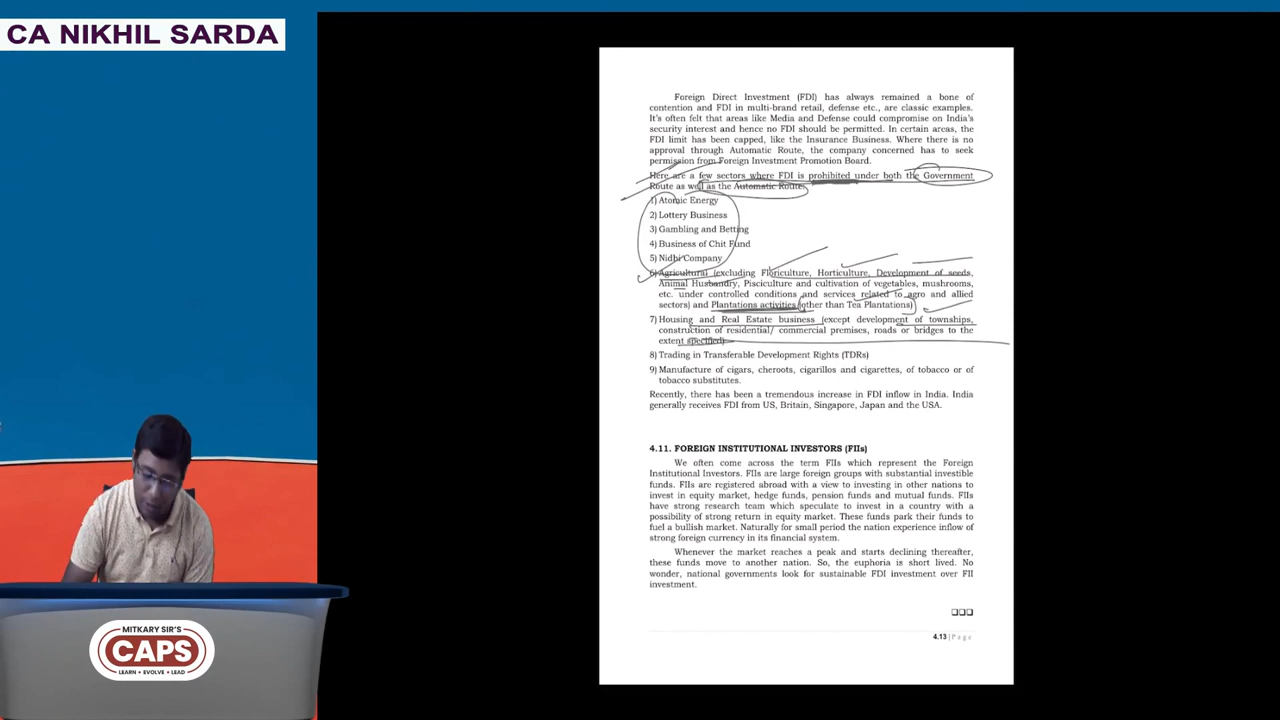 CA NIKHIL SARDA
Foreign Direct Investment (FDI) has always remained a bone of
contention and FDI in multi-brand retail, defense etc., are classic examples.
It's often felt that areas like Media and Defense could compromise on India's
security interest and hence no FDI should be permitted. In certain areas, the
FDI limit has been capped, like the Insurance Business. Where there is no
approval through Automatic Route, the company concerned has to seek
permission from Foreign Investment Promotion Board.
Here are a few sectors where FDI is prohibited under both the Government
Route as well as the Automatic Route:
1) Atomic Energy
2) Lottery Business
3) Gambling and Betting
4) Business of Chit Fund
5) Nidhi Company
6) Agricultural (excluding Floriculture, Horticulture, Development of seeds,
Animal Husbandry, Pisciculture and cultivation of vegetables, mushrooms,
etc. under controlled conditions and services related to agro and allied
sectors) and Plantations activities (other than Tea Plantations)
7) Housing and Real Estate business (except development of townships,
construction of residential/ commercial premises, roads or bridges to the
extent specified)
8) Trading in Transferable Development Rights (TDRs)
9) Manufacture of cigars, cheroots, cigarillos and cigarettes, of tobacco or of
tobacco substitutes.
Recently, there has been a tremendous increase in FDI inflow in India. India
generally receives FDI from US, Britain, Singapore, Japan and the USA.
4.11. FOREIGN INSTITUTIONAL INVESTORS (FIIs)
We often come across the term FIIs which represent the Foreign
Institutional Investors. FIIs are large foreign groups with substantial investible
funds. FIIs are registered abroad with a view to investing in other nations to
invest in equity market, hedge funds, pension funds and mutual funds. FIIs
have strong research team which speculate to invest in a country with a
possibility of strong return in equity market. These funds park their funds to
fuel a bullish market. Naturally for small period the nation experience inflow of
strong foreign currency in its financial system.
Whenever the market reaches a peak and starts declining thereafter,
these funds move to another nation. So, the euphoria is short lived. No
wonder, national governments look for sustainable FDI investment over FII
investment.
4.13 | Page
MITKARY SIR'S
CAPS
LEARN • EVOLVE • LEAD